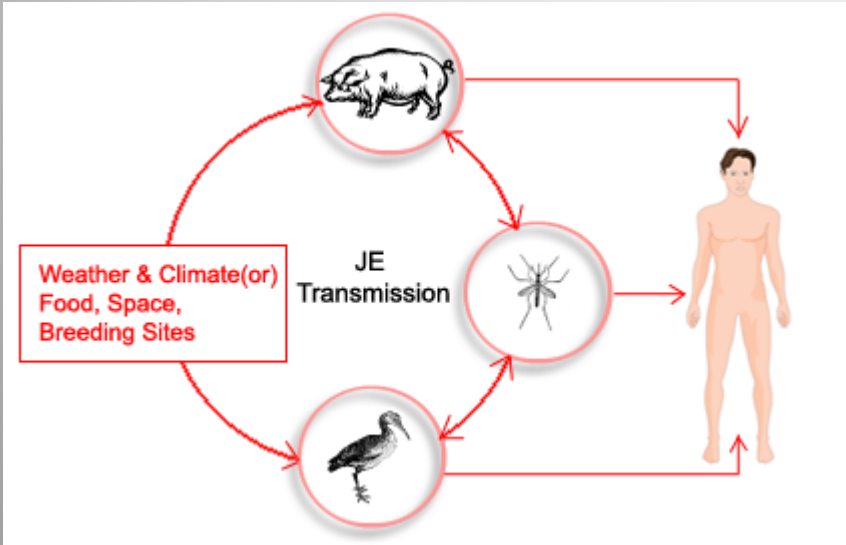 JE
Transmission
Weather & Climate(or)
Food, Space,
Breeding Sites